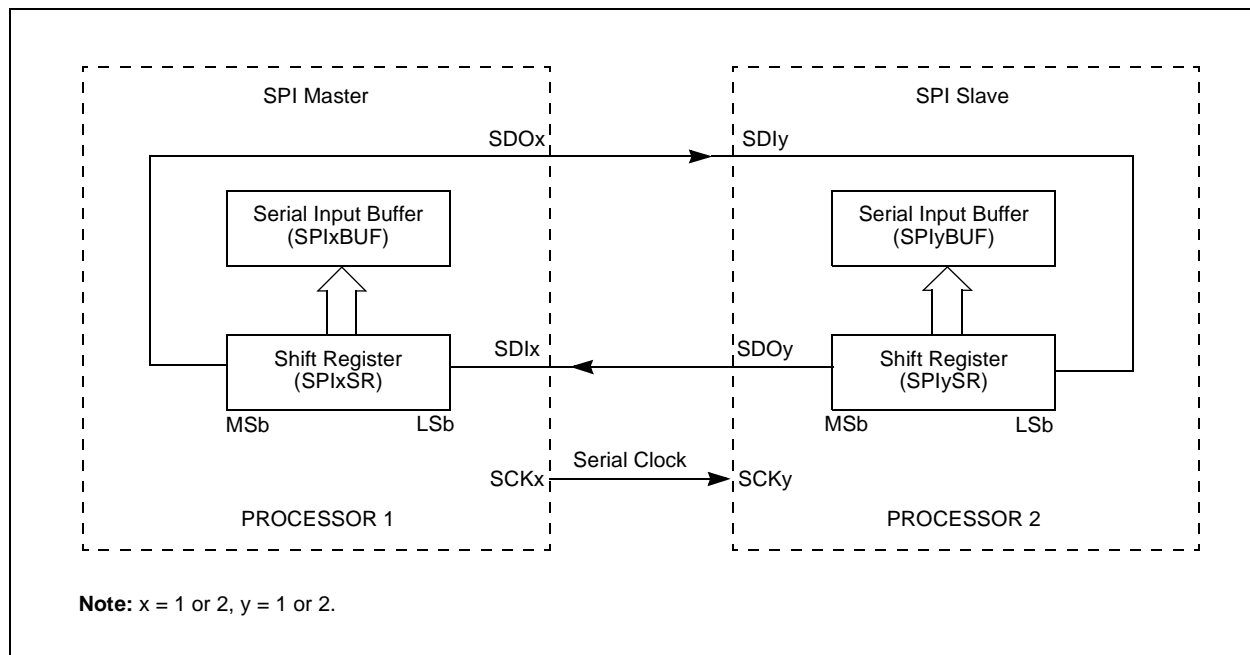 SPI Master
SPI Slave
SDOx
SDIy
Serial Input Buffer
(SPIxBUF)
Serial Input Buffer
(SPIyBUF)
Shift Register
(SPIxSR)
SDIx
SDOy
Shift Register
(SPIySR)
MSb
LSb
MSb
LSb
Serial Clock
SCKx
SCKy
PROCESSOR 1
PROCESSOR 2
Note: x = 1 or 2, y = 1 or 2.